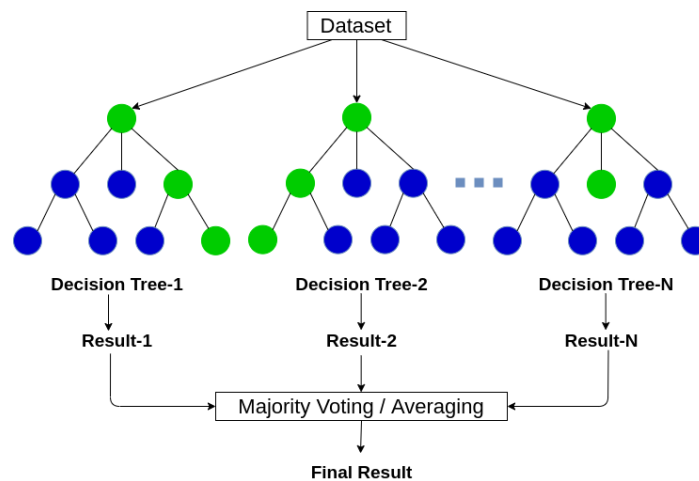 Dataset
Decision Tree-1
Decision Tree-2
Decision Tree-N
Result-1
Result-2
Result-N
Majority Voting / Averaging
Final Result